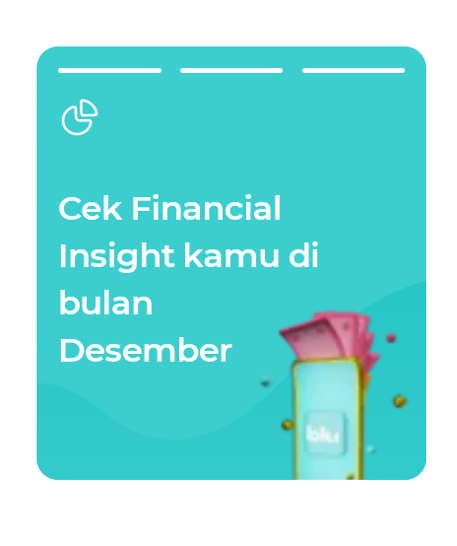 Cek Financial
Insight kamu di
bulan
Desember
blu